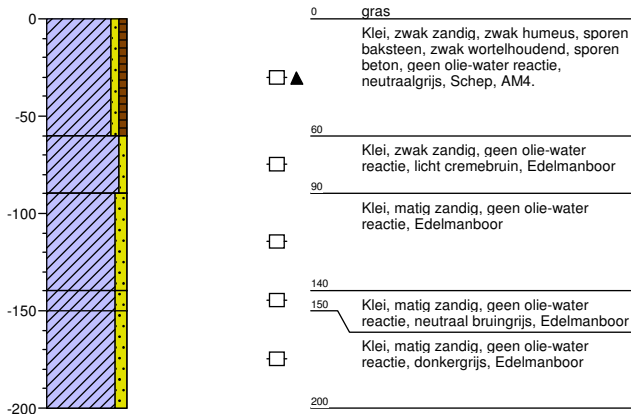 0
-50
-100
-150
-200
0 gras
Klei, zwak zandig, zwak humeus, sporen
baksteen, zwak wortelhoudend, sporen
beton, geen olie-water reactie,
neutraalgrijs, Schep, AM4.
60
Klei, zwak zandig, geen olie-water
reactie, licht cremebruin, Edelmanboor
90
Klei, matig zandig, geen olie-water
reactie, Edelmanboor
140
Klei, matig zandig, geen olie-water
reactie, neutraal bruingrijs, Edelmanboor
150
Klei, matig zandig, geen olie-water
reactie, donkergrijs, Edelmanboor
200